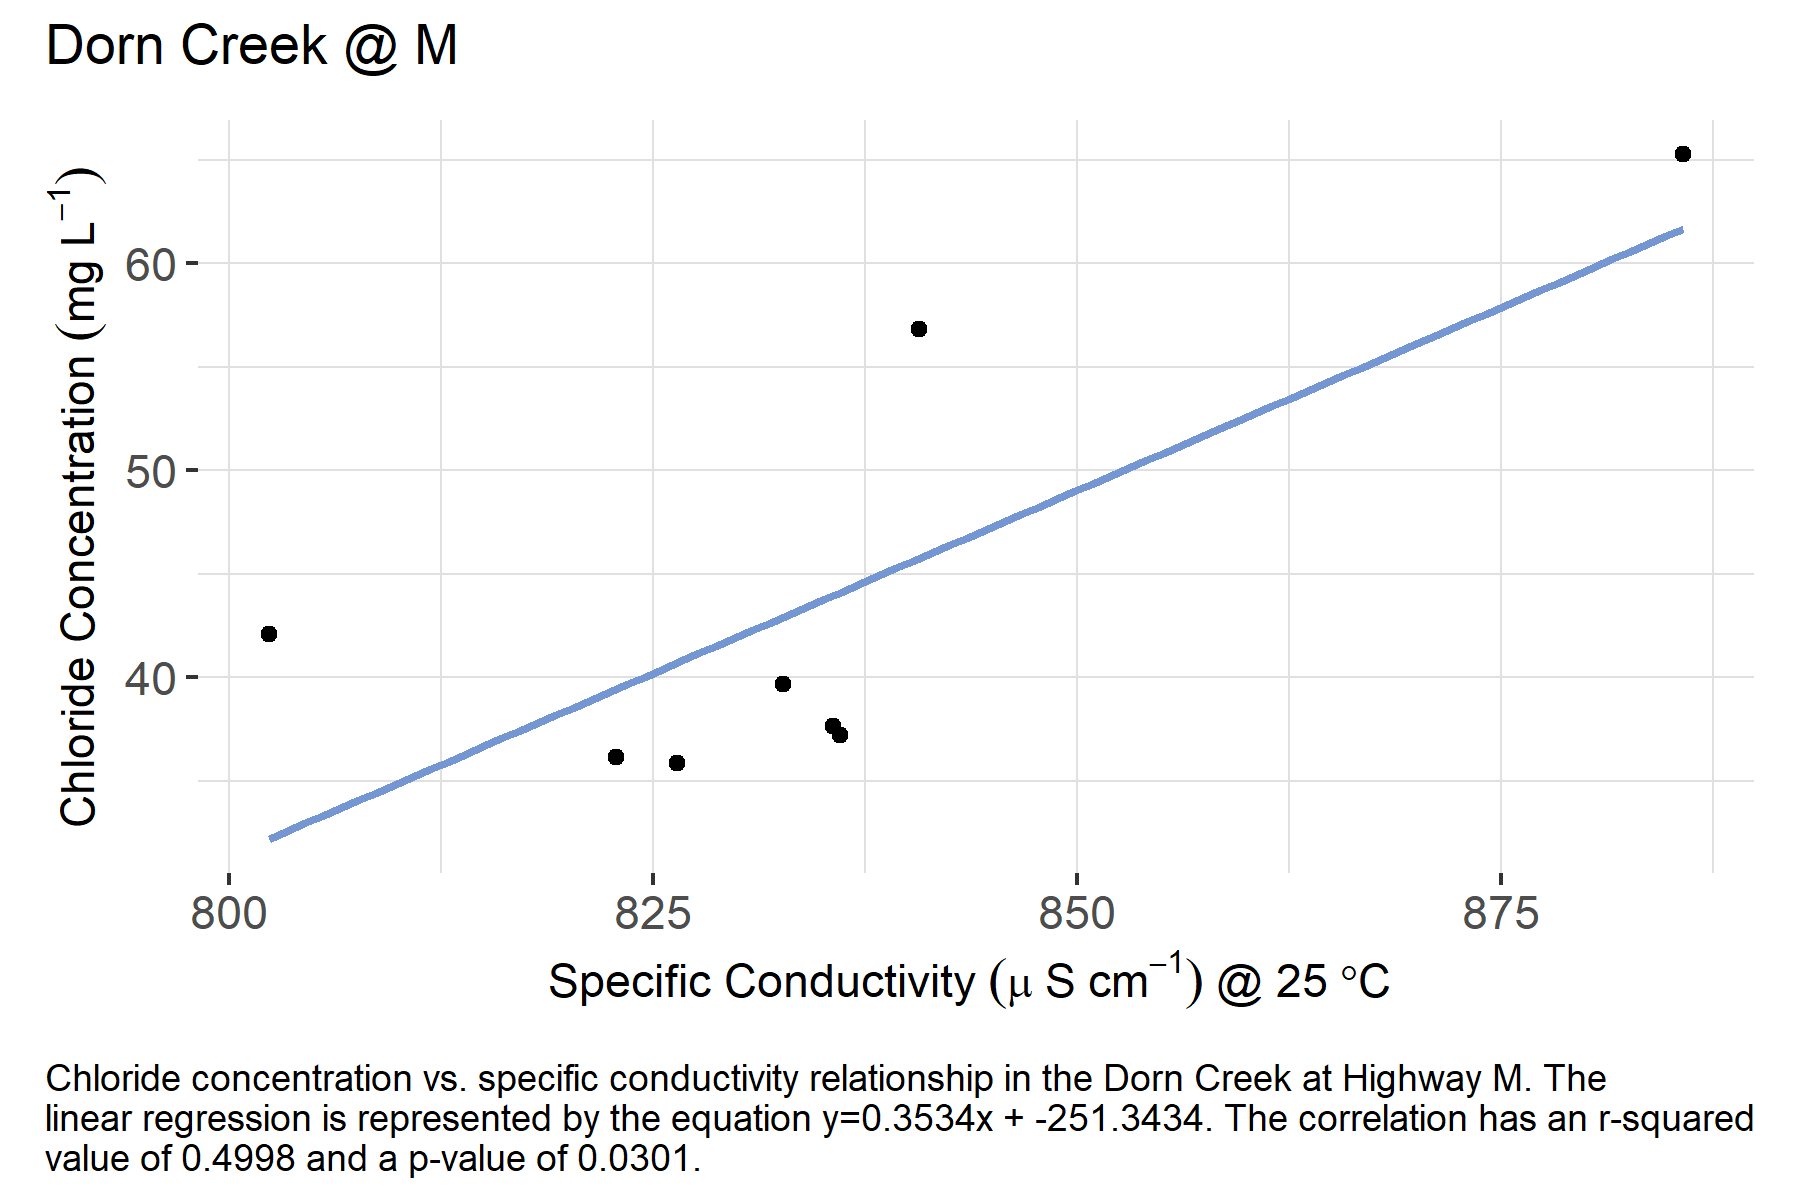 Dorn Creek @ M
Chloride Concentration (mg L⁻¹)
60
50
40
800 825 850 875
Specific Conductivity (μ S cm⁻¹) @ 25 °C
Chloride concentration vs. specific conductivity relationship in the Dorn Creek at Highway M. The
linear regression is represented by the equation y=0.3534x + -251.3434. The correlation has an r-squared
value of 0.4998 and a p-value of 0.0301.